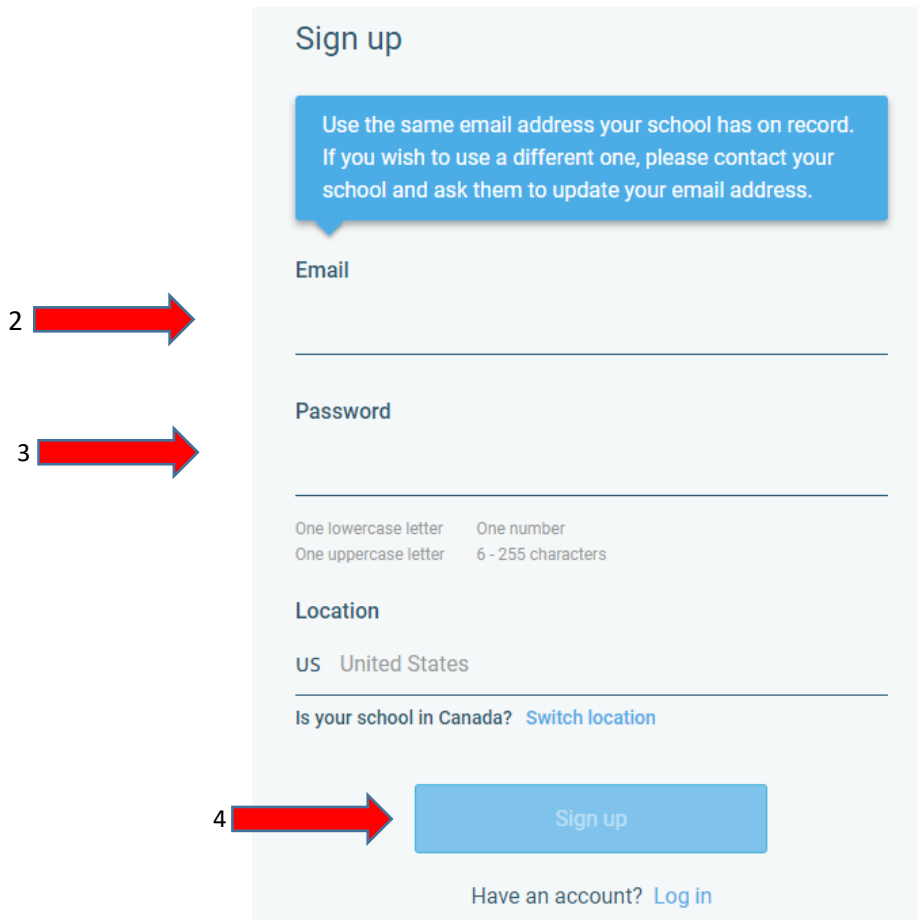 Sign up
Use the same email address your school has on record.
If you wish to use a different one, please contact your
school and ask them to update your email address.
Email
2
Password
3
One lowercase letter One number
One uppercase letter 6 - 255 characters
Location
US United States
Is your school in Canada? Switch location
4 Sign up
Have an account? Log in